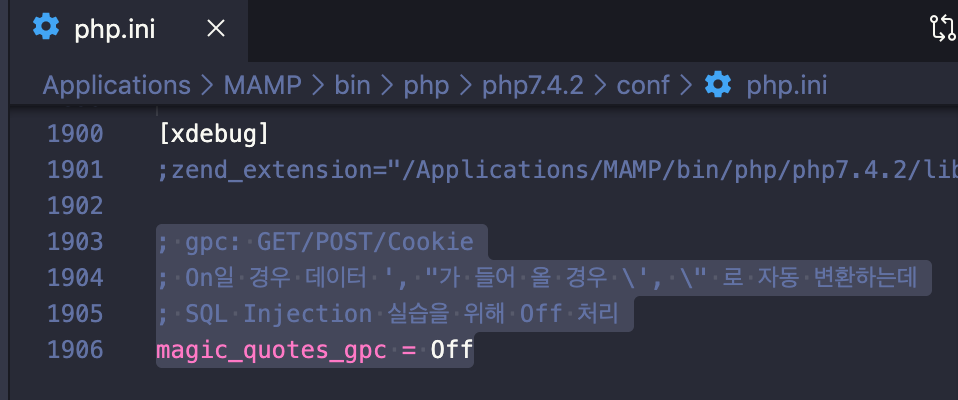 php.ini
Applications > MAMP > bin > php > php7.4.2 > conf > php.ini
1900 [xdebug]
1901 ;zend_extension="/Applications/MAMP/bin/php/php7.4.2/lib
1902
1903 ; gpc: GET/POST/Cookie
1904 ; On일 경우 데이터 ', "가 들어 올 경우 \', \" 로 자동 변환하는데
1905 ; SQL Injection 실습을 위해 Off 처리
1906 magic_quotes_gpc = Off